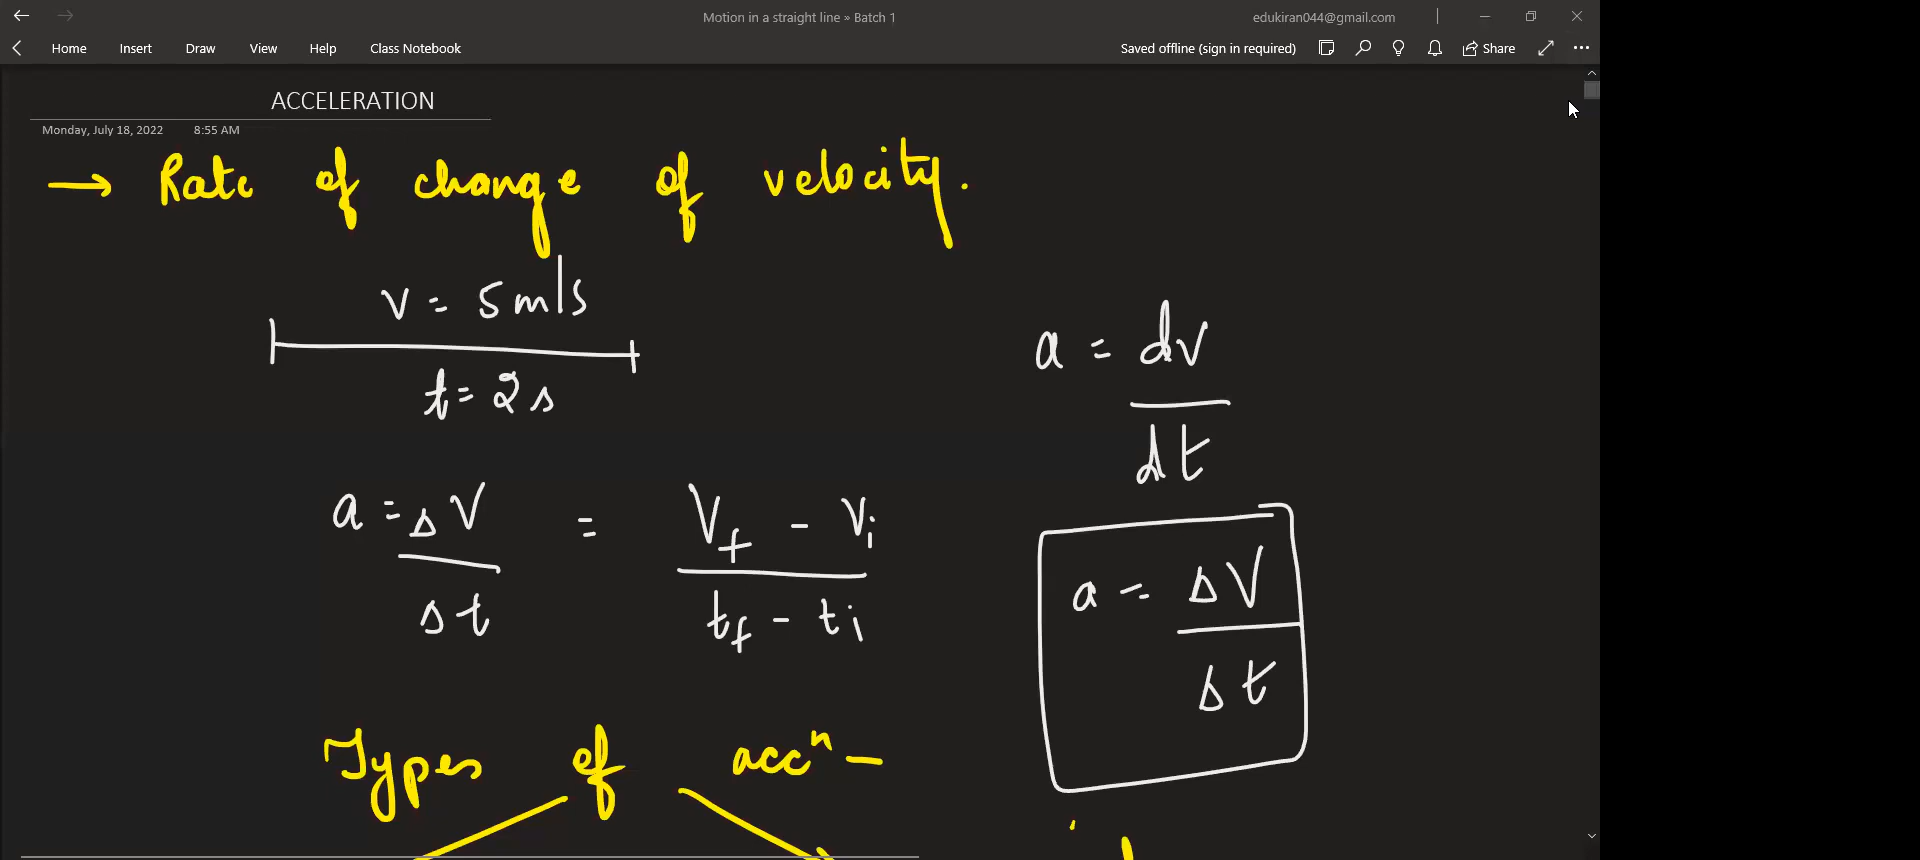 Motion in a straight line » Batch 1
edukiran044@gmail.com
Home Insert Draw View Help Class Notebook
Saved offline (sign in required) Share
ACCELERATION
Monday, July 18, 2022 8:55 AM
→ Rate of change of velocity.
v = 5 m/s
t = 2 s
a = dv
dt
a = ΔV = Vf - Vi
Δt tf - ti
a = ΔV
Δt
Types of accⁿ –